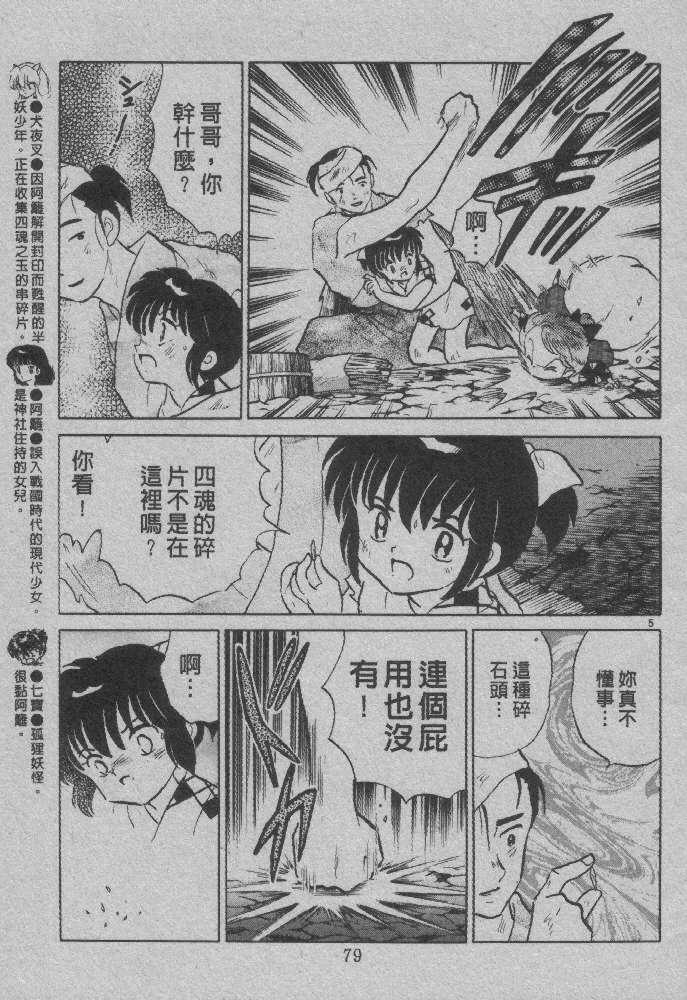 啊…
哥哥，你
幹什麼？
シュー
四魂的碎
片不是在
這裡嗎？
你看！
5
妳真不
懂事…
這種碎
石頭…
連個屁
用也沒
有！
啊…
●犬夜叉●因阿籬解開封印而甦醒的半
妖少年。正在收集四魂之玉的串碎片。
●阿籬●誤入戰國時代的現代少女。
是神社住持的女兒。
●七寶●狐狸妖怪。
很黏阿籬。
79